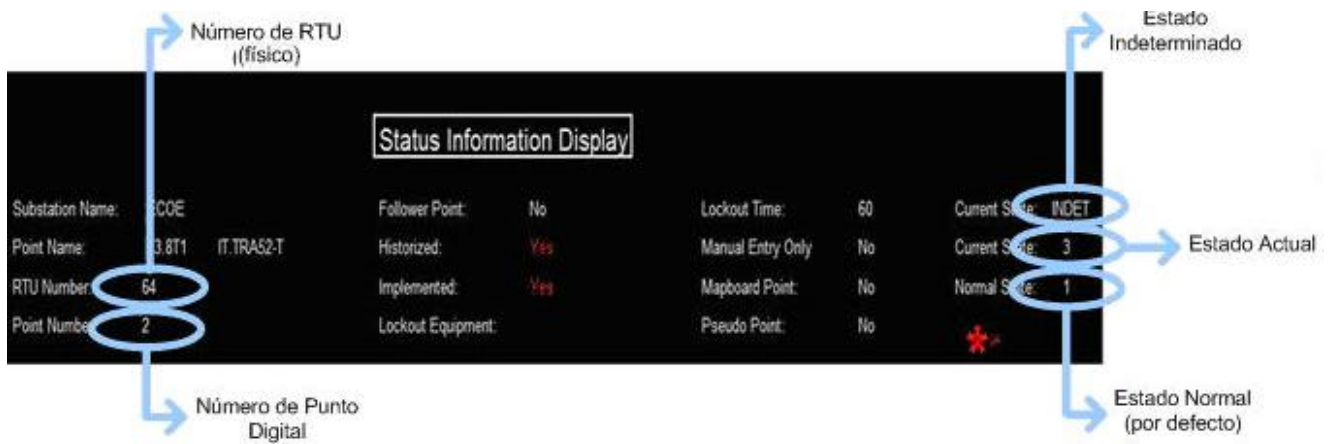 Número de RTU
((físico)
Estado
Indeterminado
Status Information Display
Substation Name: ECOE Follower Point: No Lockout Time: 60 Current State: INDET
Point Name: 13.8T1 IT.TRA52-T Historized: Yes Manual Entry Only No Current State: 3
Estado Actual
RTU Number: 64 Implemented: Yes Mapboard Point: No Normal State: 1
Point Number: 2 Lockout Equipment: Pseudo Point: No
Número de Punto
Digital
Estado Normal
(por defecto)